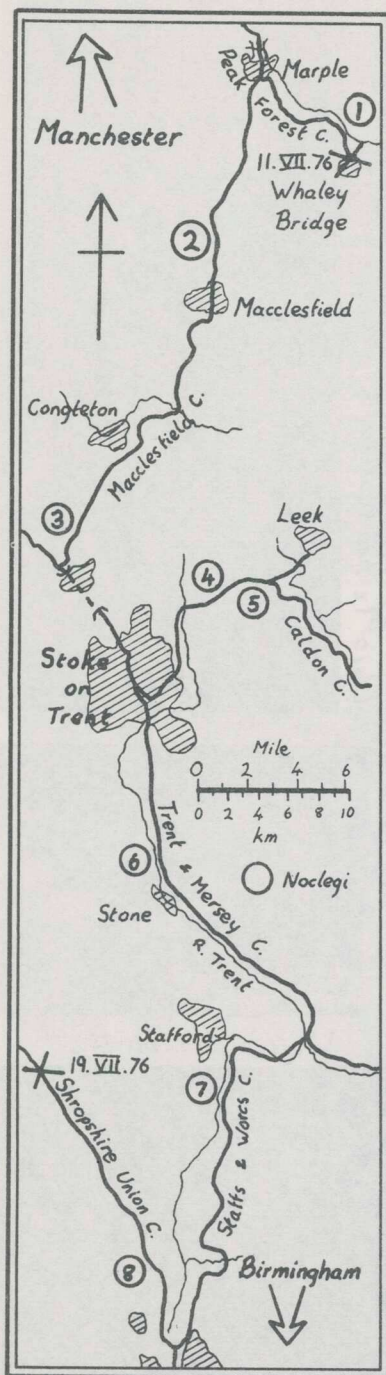 Peak
Marple
Forest C.
1
11.VII.76
Whaley
Bridge
Manchester
2
Macclesfield
Congleton
Macclesfield C.
3
Leek
4
5
Caldon C.
Stoke
on
Trent
Mile
0 2 4 6
0 2 4 6 8 10
km
Noclegi
Trent & Mersey C.
6
Stone
R. Trent
Stafford
7
19.VII.76
Shropshire Union C.
Staffs & Worcs C.
8
Birmingham